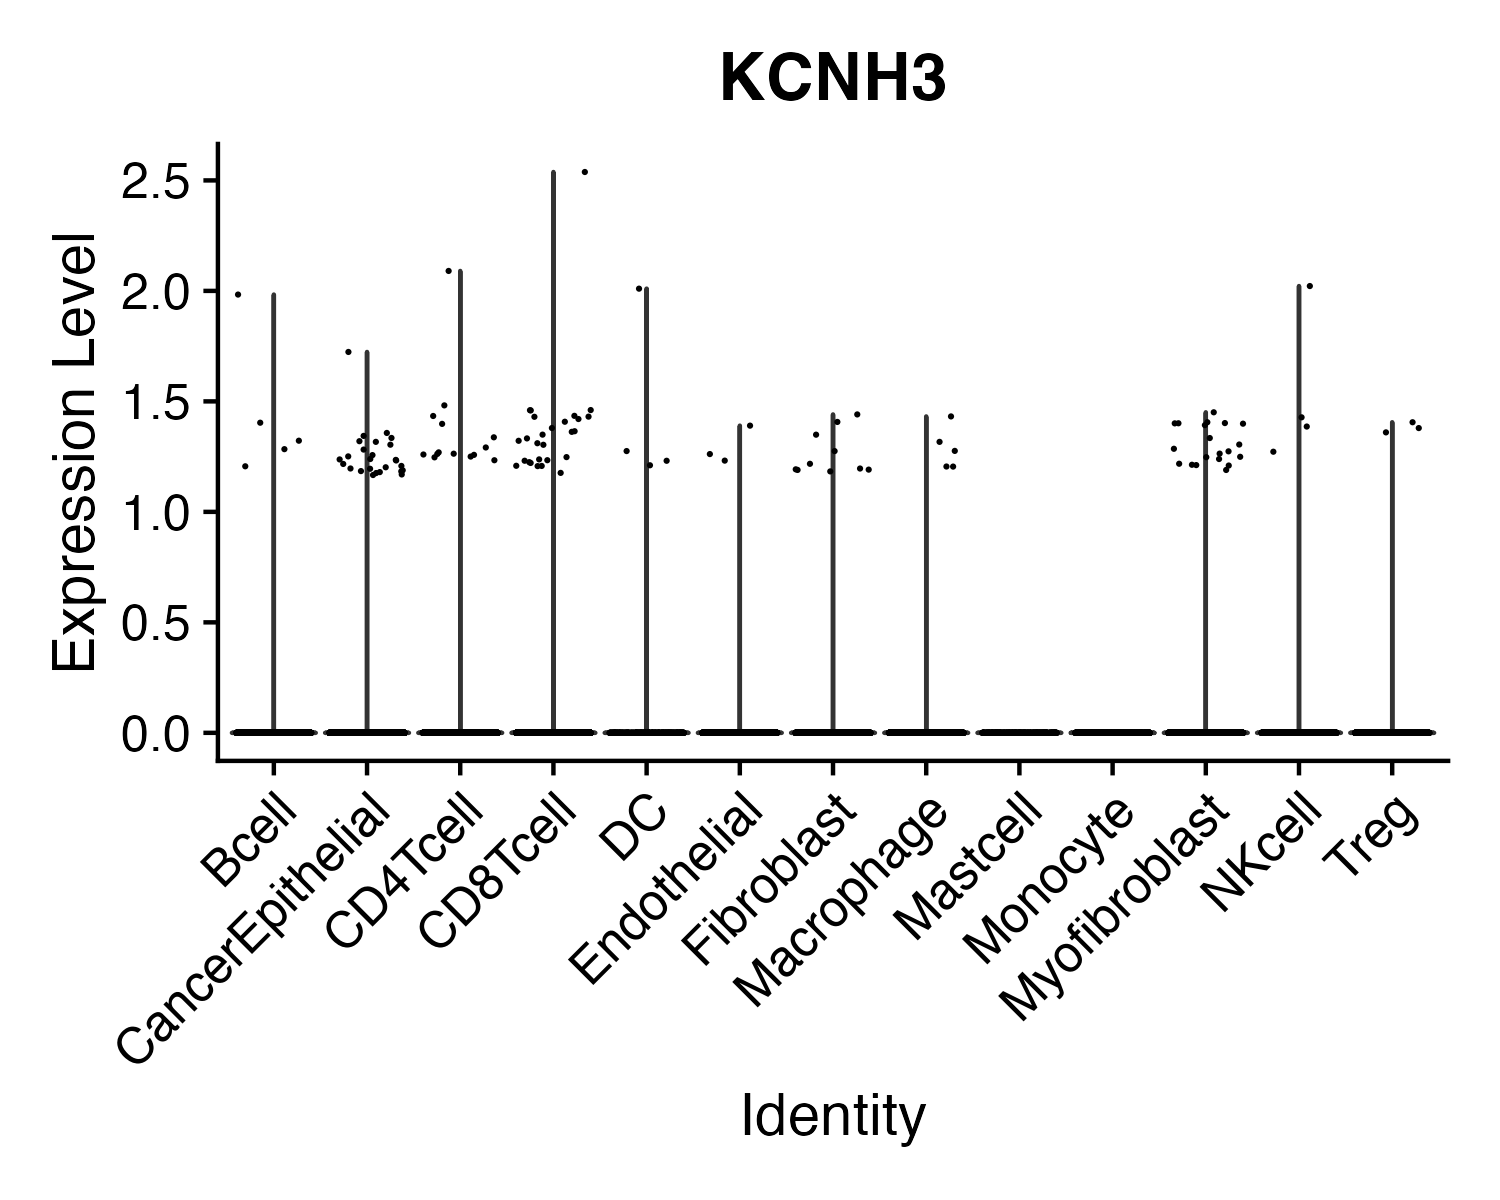 KCNH3
Expression Level
2.5
2.0
1.5
1.0
0.5
0.0
Bcell
CancerEpithelial
CD4Tcell
CD8Tcell
DC
Endothelial
Fibroblast
Macrophage
Mastcell
Monocyte
Myofibroblast
NKcell
Treg
Identity